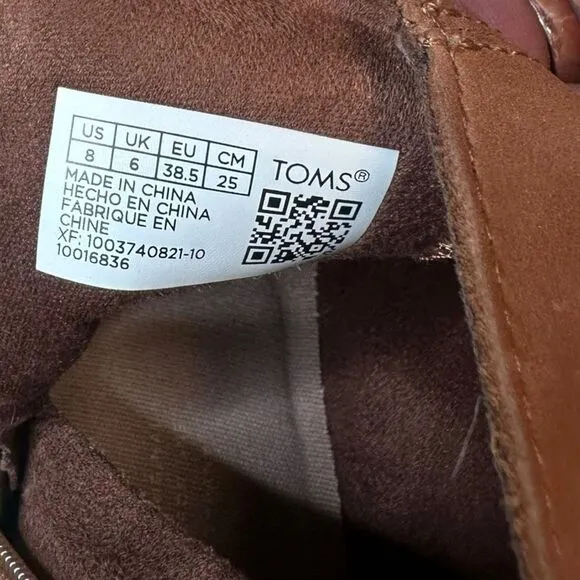 US UK EU CM
8 6 38.5 25
TOMS®
MADE IN CHINA
HECHO EN CHINA
FABRIQUE EN
CHINE
XF: 1003740821-10
10016836